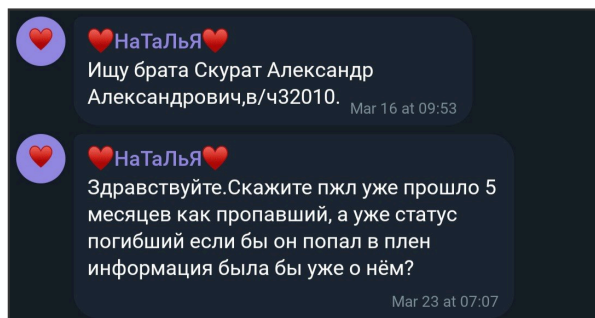 ❤️НаТаЛьЯ❤️
Ищу брата Скурат Александр
Александрович,в/ч32010.
Mar 16 at 09:53
❤️НаТаЛьЯ❤️
Здравствуйте.Скажите пжл уже прошло 5
месяцев как пропавший, а уже статус
погибший если бы он попал в плен
информация была бы уже о нём?
Mar 23 at 07:07